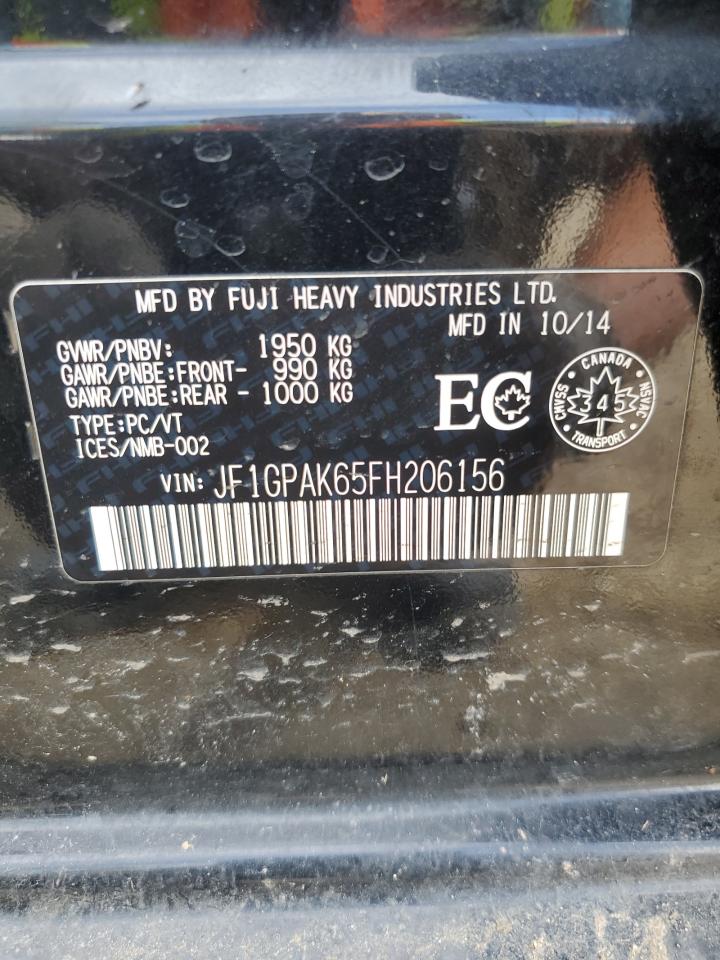 MFD BY FUJI HEAVY INDUSTRIES LTD.
MFD IN 10/14
GVWR/PNBV: 1950 KG
GAWR/PNBE:FRONT- 990 KG
GAWR/PNBE:REAR - 1000 KG
TYPE:PC/VT
ICES/NMB-002
EC
CANADA
CMVSS
345
NSVAC
TRANSPORT
VIN: JF1GPAK65FH206156